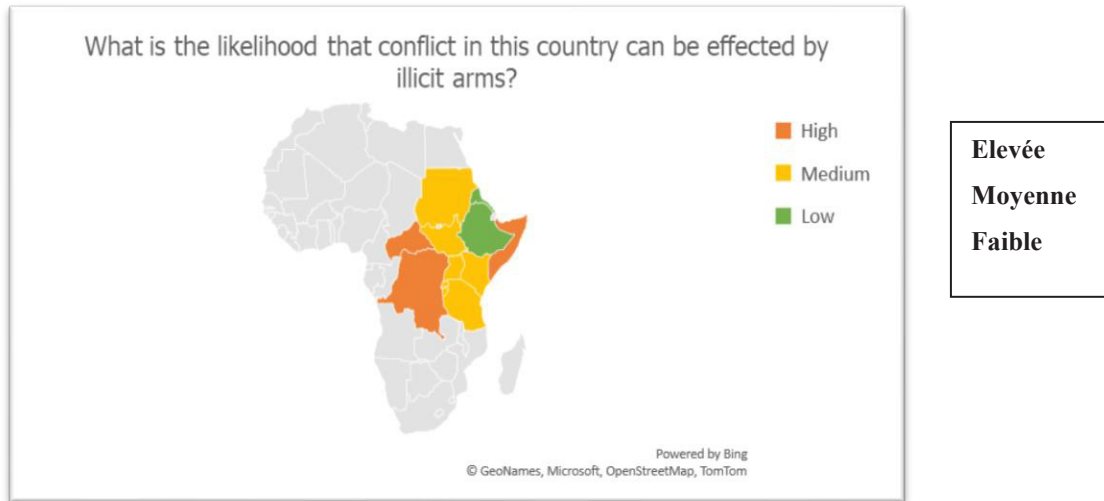 What is the likelihood that conflict in this country can be effected by
illicit arms?
High
Medium
Low
Powered by Bing
© GeoNames, Microsoft, OpenStreetMap, TomTom
Elevée
Moyenne
Faible